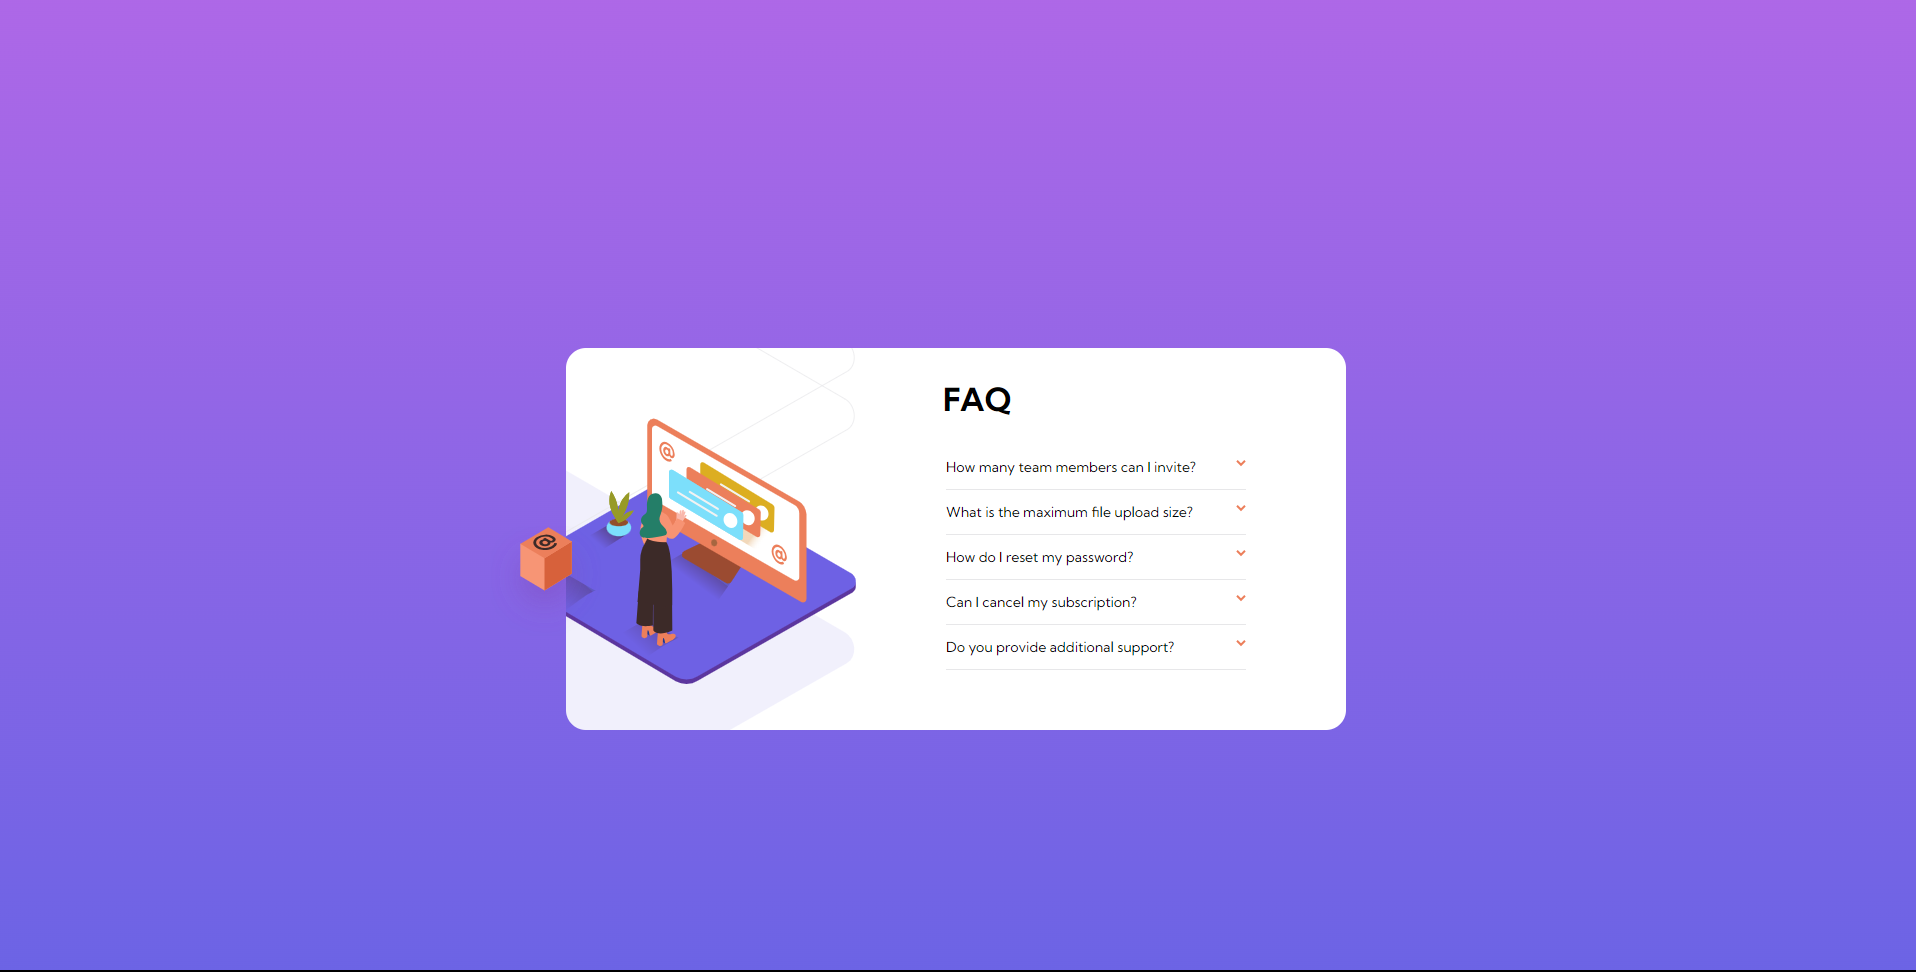 FAQ
How many team members can I invite?
What is the maximum file upload size?
How do I reset my password?
Can I cancel my subscription?
Do you provide additional support?
@
@
@